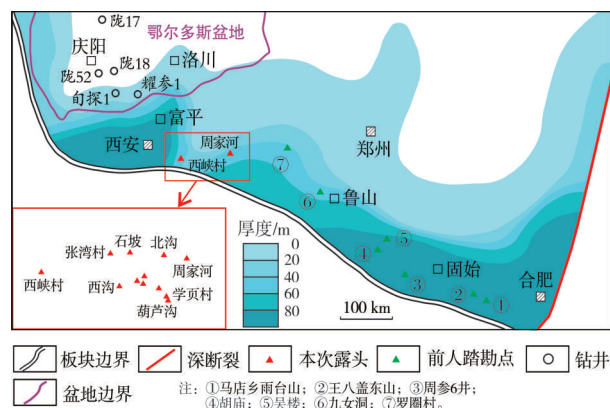 陇17
鄂尔多斯盆地
庆阳
洛川
陇18
陇52
耀参1
旬探1
富平
西安
周家河
西峡村
郑州
⑦
⑥
鲁山
石坡
北沟
张湾村
周家河
西峡村
西沟
学页村
葫芦沟
厚度/m
0
20
40
60
80
⑤
④
③
固始
合肥
②
①
100 km
板块边界
深断裂
本次露头
前人踏勘点
钻井
盆地边界
注：①马店乡雨台山；②王八盖东山；③周参6井；
④胡庙；⑤吴楼；⑥九女洞；⑦罗圈村。